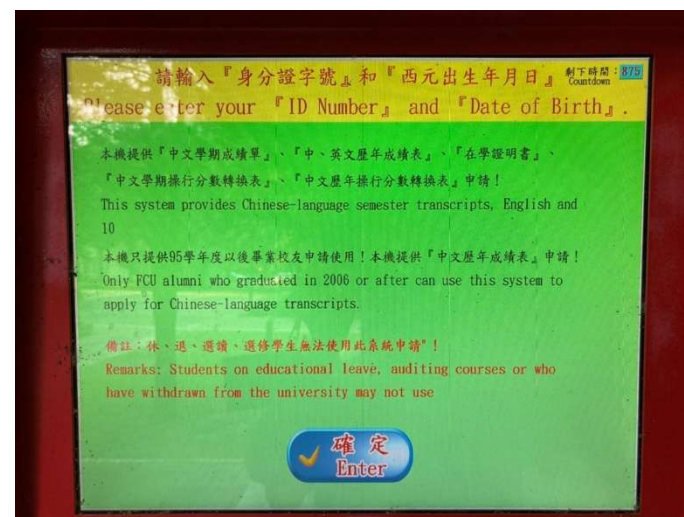 請輸入『身分證字號』和『西元出生年月日』
剩下時間：875
Countdown
Please enter your 『ID Number』 and 『Date of Birth』.
本機提供『中文學期成績單』、『中、英文歷年成績表』、『在學證明書』、
『中文學期操行分數轉換表』、『中文歷年操行分數轉換表』申請！
This system provides Chinese-language semester transcripts, English and
10
本機只提供95學年度以後畢業校友申請使用！本機提供『中文歷年成績表』申請！
Only FCU alumni who graduated in 2006 or after can use this system to
apply for Chinese-language transcripts.
備註：休、退、選讀、選修學生無法使用此系統申請"！
Remarks: Students on educational leave, auditing courses or who
have withdrawn from the university may not use
確定
Enter